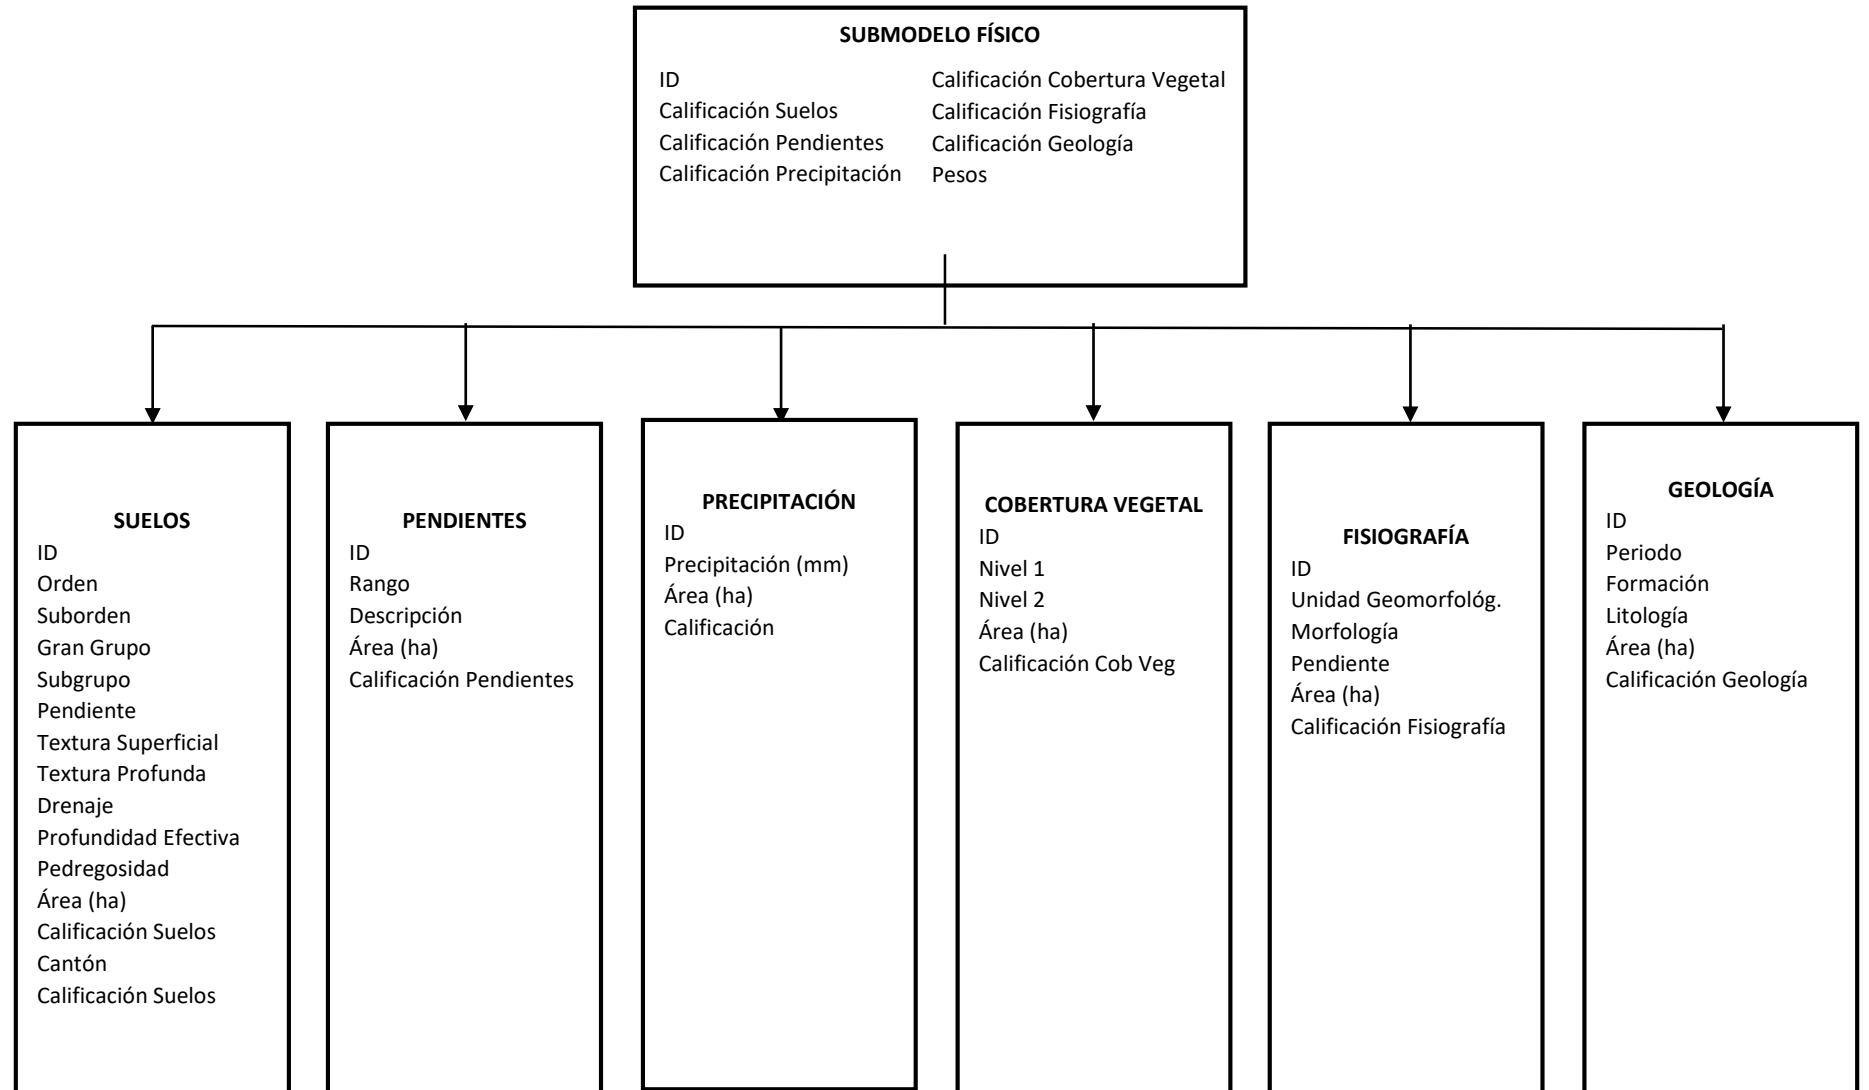 SUBMODELO FÍSICO
ID
Calificación Suelos
Calificación Pendientes
Calificación Precipitación
Calificación Cobertura Vegetal
Calificación Fisiografía
Calificación Geología
Pesos
SUELOS
ID
Orden
Suborden
Gran Grupo
Subgrupo
Pendiente
Textura Superficial
Textura Profunda
Drenaje
Profundidad Efectiva
Pedregosidad
Área (ha)
Calificación Suelos
Cantón
Calificación Suelos
PENDIENTES
ID
Rango
Descripción
Área (ha)
Calificación Pendientes
PRECIPITACIÓN
ID
Precipitación (mm)
Área (ha)
Calificación
COBERTURA VEGETAL
ID
Nivel 1
Nivel 2
Área (ha)
Calificación Cob Veg
FISIOGRAFÍA
ID
Unidad Geomorfológ.
Morfología
Pendiente
Área (ha)
Calificación Fisiografía
GEOLOGÍA
ID
Periodo
Formación
Litología
Área (ha)
Calificación Geología